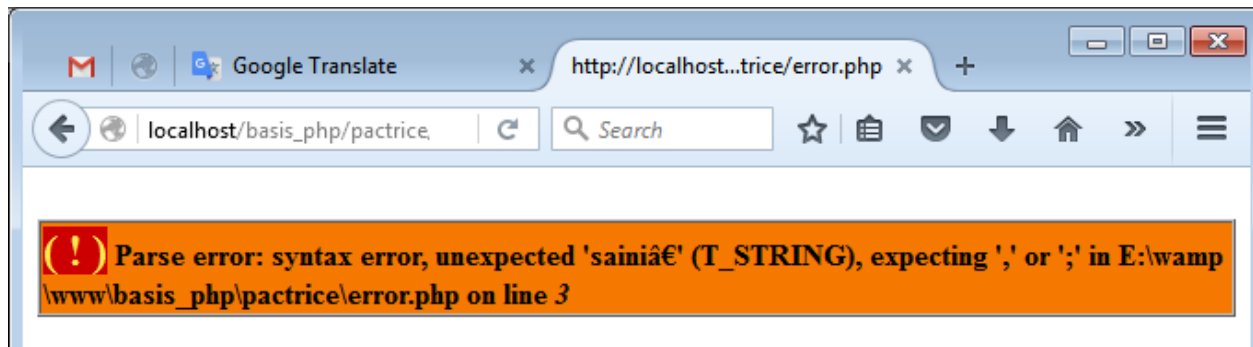 Google Translate
http://localhost...trice/error.php
localhost/basis_php/pactrice
Search
( ! ) Parse error: syntax error, unexpected 'sainiâ€' (T_STRING), expecting ',' or ';' in E:\wamp
\www\basis_php\pactrice\error.php on line 3